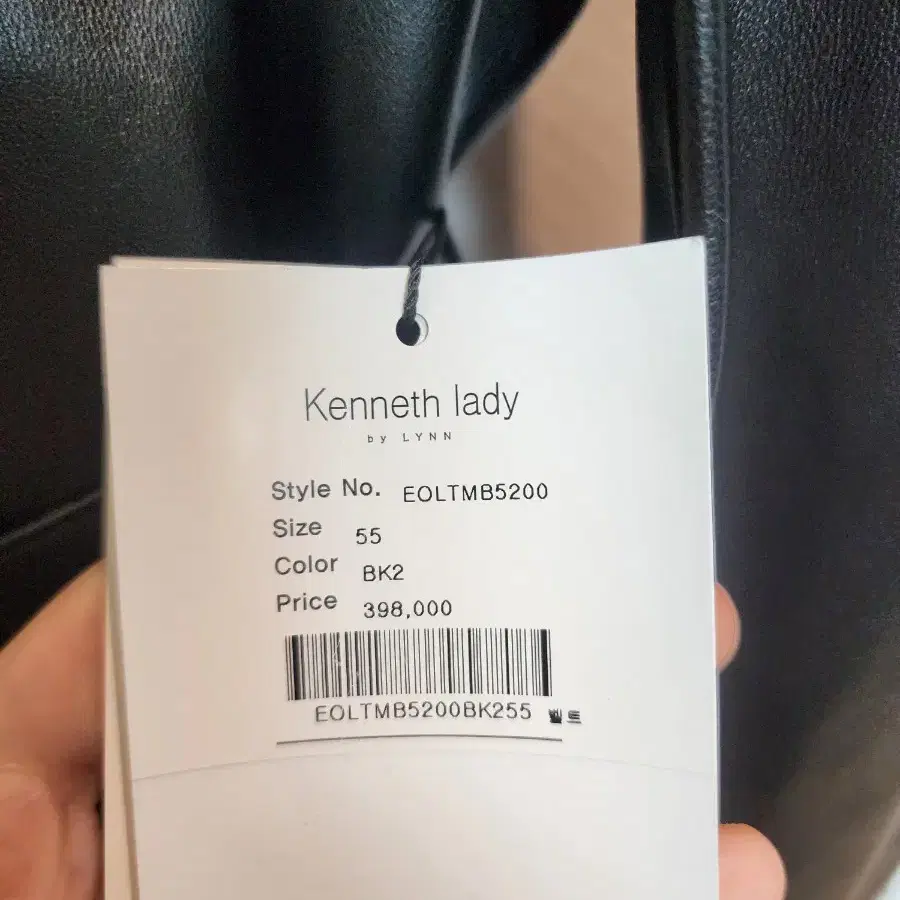 Kenneth lady
by LYNN
Style No. EOLTMB5200
Size 55
Color BK2
Price 398,000
EOLTMB5200BK255